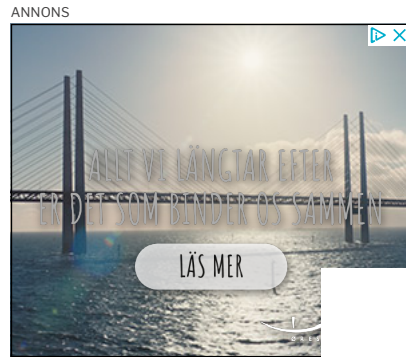 ANNONS
ALLT VI LÄNGTAR EFTER
ER DET SOM BINDER OS SAMMEN
LÄS MER